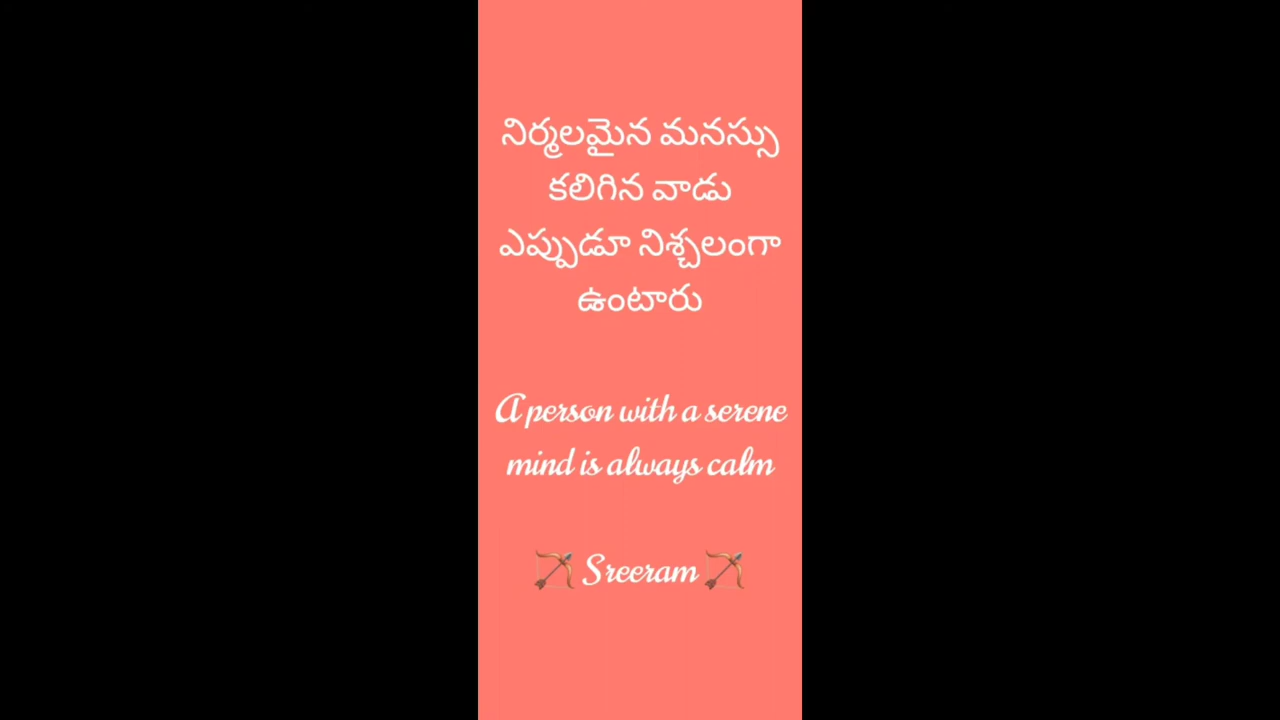 నిర్మలమైన మనస్సు
కలిగిన వాడు
ఎప్పుడూ నిశ్చలంగా
ఉంటారు
A person with a serene
mind is always calm
🏹 Sreeram 🏹